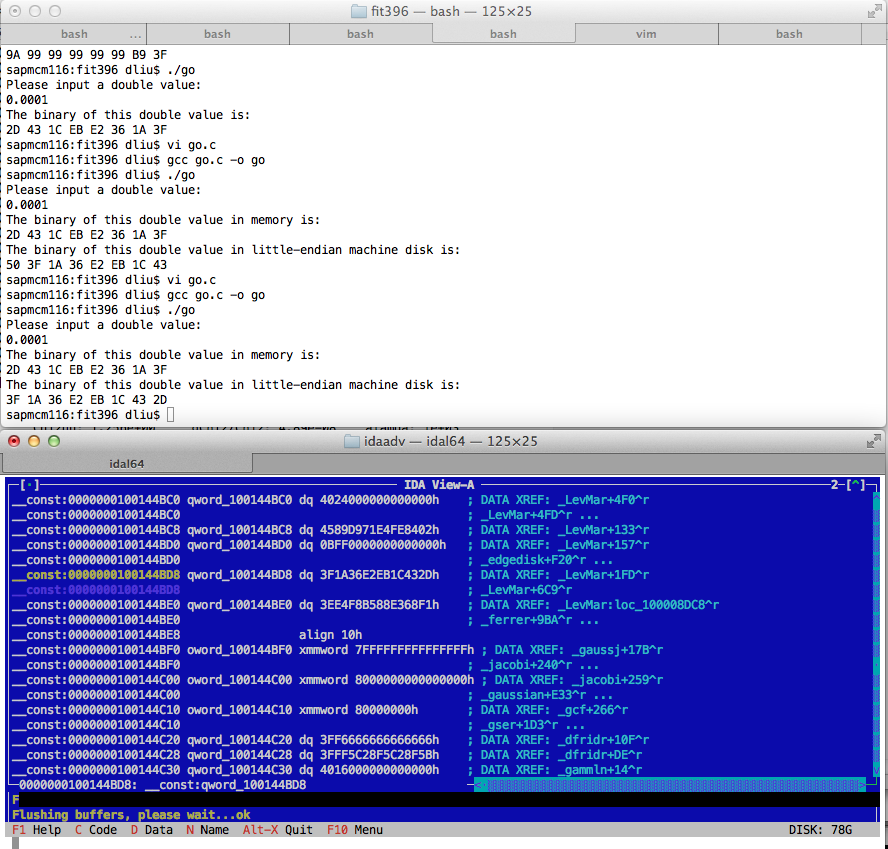 fit396 — bash — 125×25
bash ... bash bash bash vim bash
9A 99 99 99 99 99 B9 3F
sapmcm116:fit396 dliu$ ./go
Please input a double value:
0.0001
The binary of this double value is:
2D 43 1C EB E2 36 1A 3F
sapmcm116:fit396 dliu$ vi go.c
sapmcm116:fit396 dliu$ gcc go.c -o go
sapmcm116:fit396 dliu$ ./go
Please input a double value:
0.0001
The binary of this double value in memory is:
2D 43 1C EB E2 36 1A 3F
The binary of this double value in little-endian machine disk is:
50 3F 1A 36 E2 EB 1C 43
sapmcm116:fit396 dliu$ vi go.c
sapmcm116:fit396 dliu$ gcc go.c -o go
sapmcm116:fit396 dliu$ ./go
Please input a double value:
0.0001
The binary of this double value in memory is:
2D 43 1C EB E2 36 1A 3F
The binary of this double value in little-endian machine disk is:
3F 1A 36 E2 EB 1C 43 2D
sapmcm116:fit396 dliu$
idaadv — idal64 — 125×25
idal64
[·] IDA View-A 2-[^]
__const:0000000100144BC0 qword_100144BC0 dq 4024000000000000h ; DATA XREF: _LevMar+4F0^r
__const:0000000100144BC0 ; _LevMar+4FD^r ...
__const:0000000100144BC8 qword_100144BC8 dq 4589D971E4FE8402h ; DATA XREF: _LevMar+133^r
__const:0000000100144BD0 qword_100144BD0 dq 0BFF0000000000000h ; DATA XREF: _LevMar+157^r
__const:0000000100144BD0 ; _edgedisk+F20^r ...
__const:0000000100144BD8 qword_100144BD8 dq 3F1A36E2EB1C432Dh ; DATA XREF: _LevMar+1FD^r
__const:0000000100144BD8 ; _LevMar+6C9^r
__const:0000000100144BE0 qword_100144BE0 dq 3EE4F8B588E368F1h ; DATA XREF: _LevMar:loc_100008DC8^r
__const:0000000100144BE0 ; _ferrer+9BA^r ...
__const:0000000100144BE8 align 10h
__const:0000000100144BF0 oword_100144BF0 xmmword 7FFFFFFFFFFFFFFFh ; DATA XREF: _gaussj+17B^r
__const:0000000100144BF0 ; _jacobi+240^r ...
__const:0000000100144C00 oword_100144C00 xmmword 8000000000000000h ; DATA XREF: _jacobi+259^r
__const:0000000100144C00 ; _gaussian+E33^r ...
__const:0000000100144C10 oword_100144C10 xmmword 80000000h ; DATA XREF: _gcf+266^r
__const:0000000100144C10 ; _gser+1D3^r ...
__const:0000000100144C20 qword_100144C20 dq 3FF6666666666666h ; DATA XREF: _dfridr+10F^r
__const:0000000100144C28 qword_100144C28 dq 3FFF5C28F5C28F5Bh ; DATA XREF: _dfridr+DE^r
__const:0000000100144C30 qword_100144C30 dq 4016000000000000h ; DATA XREF: _gammln+14^r
0000000100144BD8: __const:qword_100144BD8
F
Flushing buffers, please wait...ok
F1 Help C Code D Data N Name Alt-X Quit F10 Menu DISK: 78G